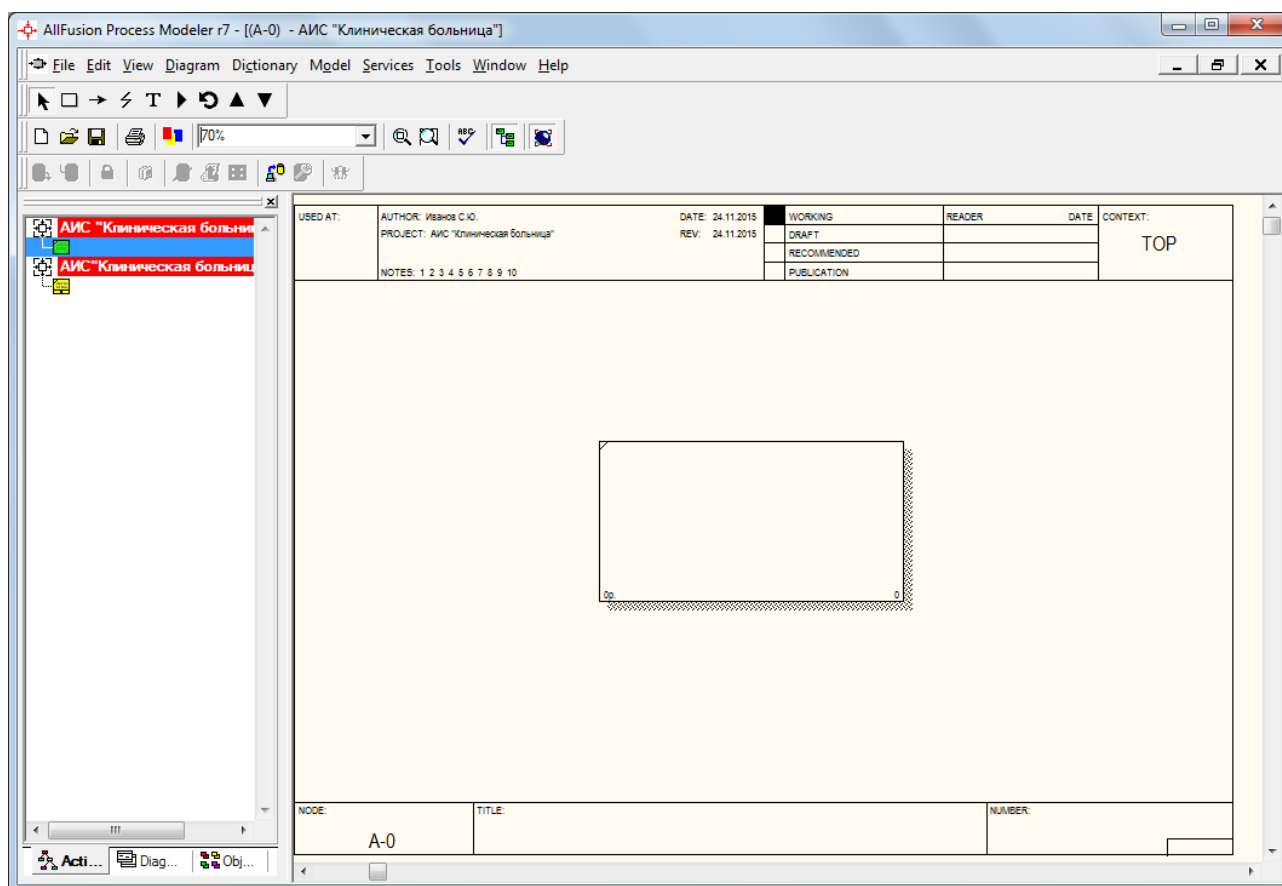 AllFusion Process Modeler r7 - [(A-0) - АИС "Клиническая больница"]
File Edit View Diagram Dictionary Model Services Tools Window Help
T
70%
ABC
АИС "Клиническая больни
АИС"Клиническая больниц
Acti... Diag... Obj...
USED AT: AUTHOR: Иванов С.Ю. DATE: 24.11.2015 WORKING READER DATE CONTEXT:
PROJECT: АИС "Клиническая больница" REV: 24.11.2015 DRAFT
TOP
RECOMMENDED
NOTES: 1 2 3 4 5 6 7 8 9 10 PUBLICATION
0р. 0
NODE: TITLE: NUMBER:
A-0